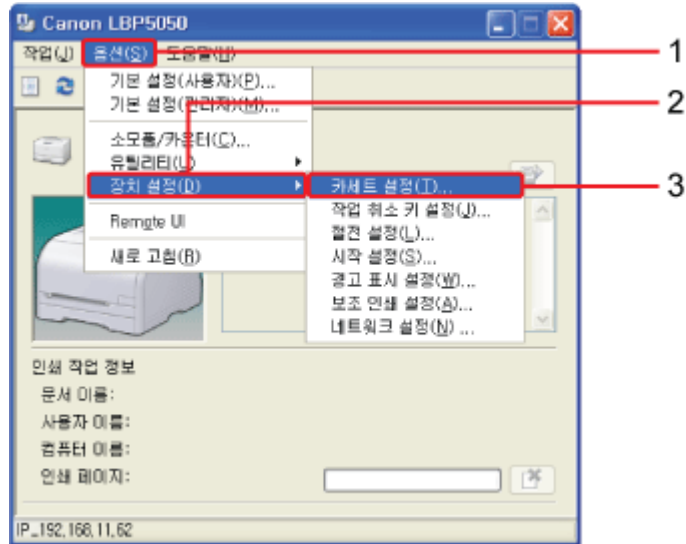 Canon LBP5050
작업(J) 옵션(S) 도움말(H)
1
기본 설정(사용자)(P)...
기본 설정(관리자)(M)...
2
소모품/카운터(C)...
유틸리티(U)
장치 설정(D)
카세트 설정(T)...
3
작업 취소 키 설정(J)...
Remote UI
절전 설정(L)...
새로 고침(R)
시작 설정(S)...
경고 표시 설정(W)...
보조 인쇄 설정(A)...
네트워크 설정(N) ...
인쇄 작업 정보
문서 이름:
사용자 이름:
컴퓨터 이름:
인쇄 페이지:
IP_192,168,11,62